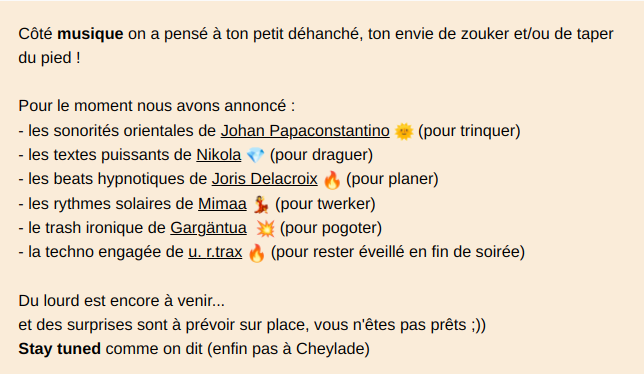 Côté musique on a pensé à ton petit déhanché, ton envie de zouker et/ou de taper
du pied !
Pour le moment nous avons annoncé :
- les sonorités orientales de Johan Papaconstantino 🌞 (pour trinquer)
- les textes puissants de Nikola 💎 (pour draguer)
- les beats hypnotiques de Joris Delacroix 🔥 (pour planer)
- les rythmes solaires de Mimaa 💃 (pour twerker)
- le trash ironique de Gargäntua 💥 (pour pogoter)
- la techno engagée de u. r.trax 🔥 (pour rester éveillé en fin de soirée)
Du lourd est encore à venir...
et des surprises sont à prévoir sur place, vous n'êtes pas prêts ;))
Stay tuned comme on dit (enfin pas à Cheylade)